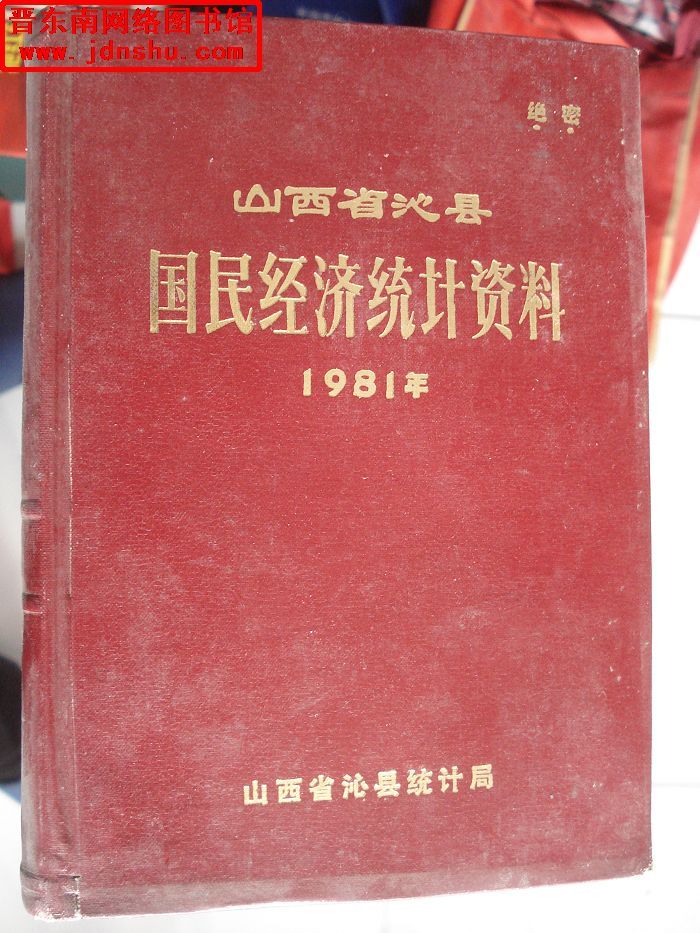 晋东南网络图书馆
www.jdnshu.com
绝密
山西省沁县
国民经济统计资料
1981年
山西省沁县统计局